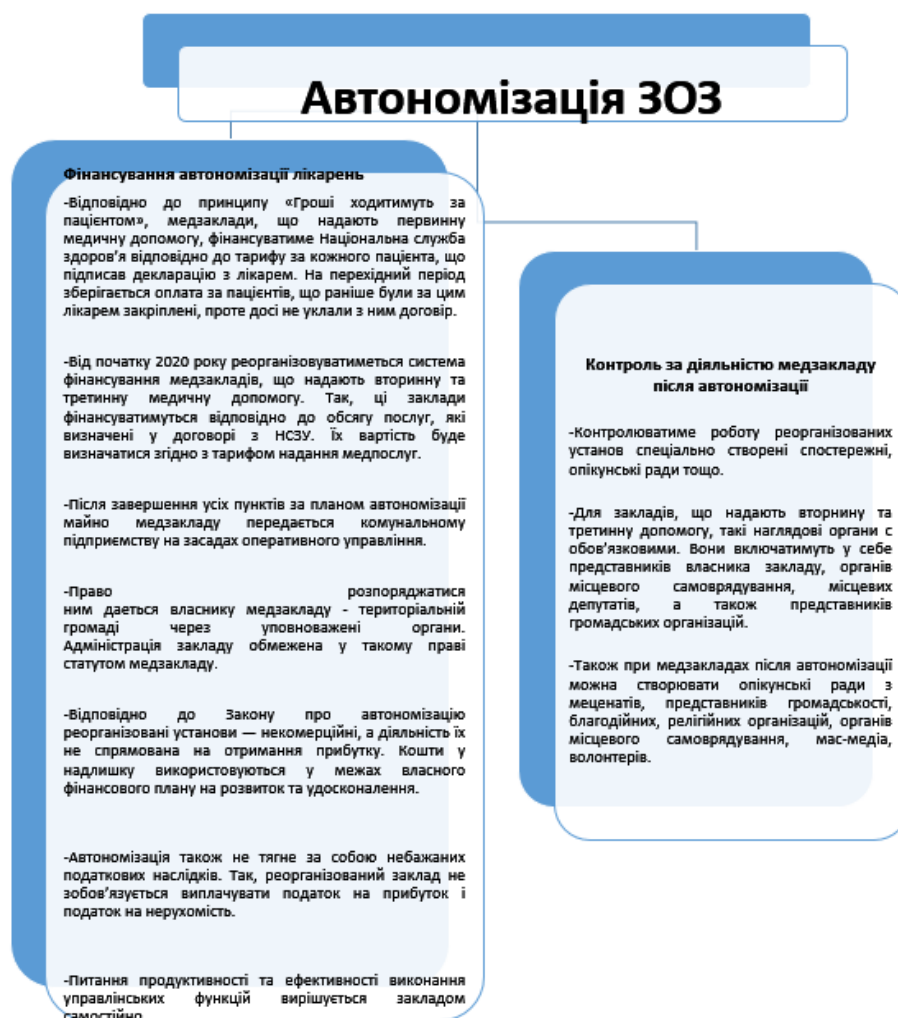 Автономізація ЗОЗ
Фінансування автономізації лікарень
-Відповідно до принципу «Гроші ходитимуть за
пацієнтом», медзаклади, що надають первинну
медичну допомогу, фінансуватиме Національна служба
здоров’я відповідно до тарифу за кожного пацієнта, що
підписав декларацію з лікарем. На перехідний період
зберігається оплата за пацієнтів, що раніше були за цим
лікарем закріплені, проте досі не уклали з ним договір.
-Від початку 2020 року реорганізовуватиметься система
фінансування медзакладів, що надають вторинну та
третинну медичну допомогу. Так, ці заклади
фінансуватимуться відповідно до обсягу послуг, які
визначені у договорі з НСЗУ. Їх вартість буде
визначатися згідно з тарифом надання медпослуг.
-Після завершення усіх пунктів за планом автономізації
майно медзакладу передається комунальному
підприємству на засадах оперативного управління.
-Право розпоряджатися
ним дається власнику медзакладу - територіальній
громаді через уповноважені органи.
Адміністрація закладу обмежена у такому праві
статутом медзакладу.
-Відповідно до Закону про автономізацію
реорганізовані установи — некомерційні, а діяльність їх
не спрямована на отримання прибутку. Кошти у
надлишку використовуються у межах власного
фінансового плану на розвиток та удосконалення.
-Автономізація також не тягне за собою небажаних
податкових наслідків. Так, реорганізований заклад не
зобов’язується виплачувати податок на прибуток і
податок на нерухомість.
-Питання продуктивності та ефективності виконання
управлінських функцій вирішується закладом
самостійно.
Контроль за діяльністю медзакладу
після автономізації
-Контролюватиме роботу реорганізованих
установ спеціально створені спостережні,
опікунські ради тощо.
-Для закладів, що надають вторнину та
третинну допомогу, такі наглядові органи є
обов’язковими. Вони включатимуть у себе
представників власника закладу, органів
місцевого самоврядування, місцевих
депутатів, а також представників
громадських організацій.
-Також при медзакладах після автономізації
можна створювати опікунські ради з
меценатів, представників громадськості,
благодійних, релігійних організацій, органів
місцевого самоврядування, мас-медіа,
волонтерів.